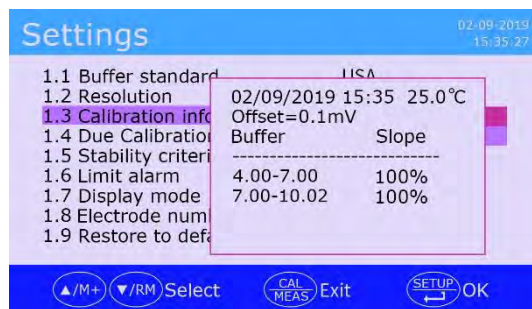 Settings
02-09-2019
15:35:27
1.1 Buffer standard USA
1.2 Resolution
1.3 Calibration info
1.4 Due Calibration
1.5 Stability criteri
1.6 Limit alarm
1.7 Display mode
1.8 Electrode num
1.9 Restore to defa
02/09/2019 15:35 25.0°C
Offset=0.1mV
Buffer Slope
---------------------------
4.00-7.00 100%
7.00-10.02 100%
▲/M+ ▼/RM Select CAL MEAS Exit SETUP OK